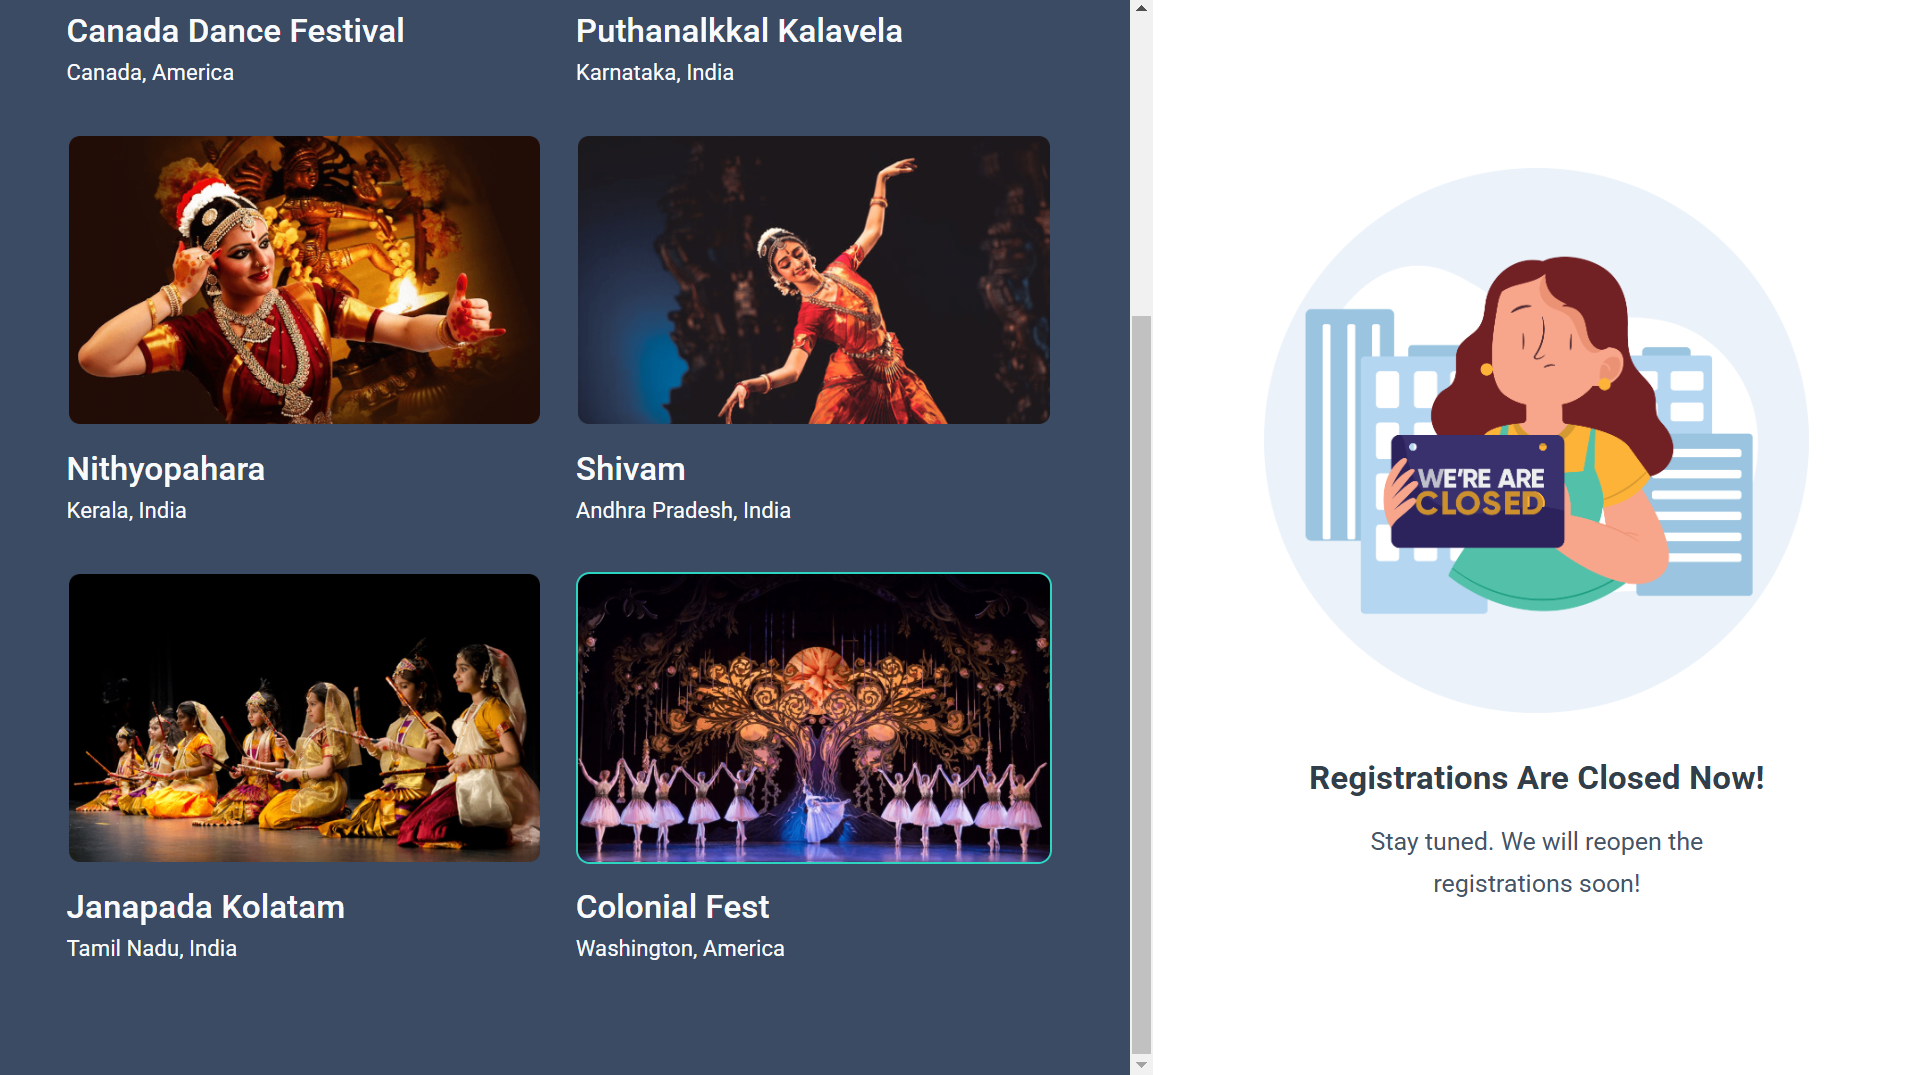 Canada Dance Festival
Canada, America
Puthanalkkal Kalavela
Karnataka, India
Nithyopahara
Kerala, India
Shivam
Andhra Pradesh, India
Janapada Kolatam
Tamil Nadu, India
Colonial Fest
Washington, America
WE'RE ARE
CLOSED
Registrations Are Closed Now!
Stay tuned. We will reopen the
registrations soon!